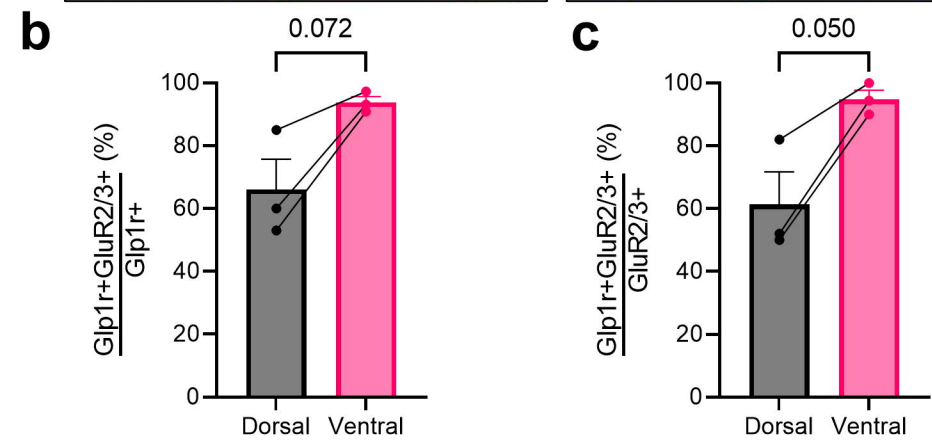 b
0.072
Glp1r+GluR2/3+ (%)
Glp1r+
100
80
60
40
20
0
Dorsal
Ventral
c
0.050
Glp1r+GluR2/3+ (%)
GluR2/3+
100
80
60
40
20
0
Dorsal
Ventral